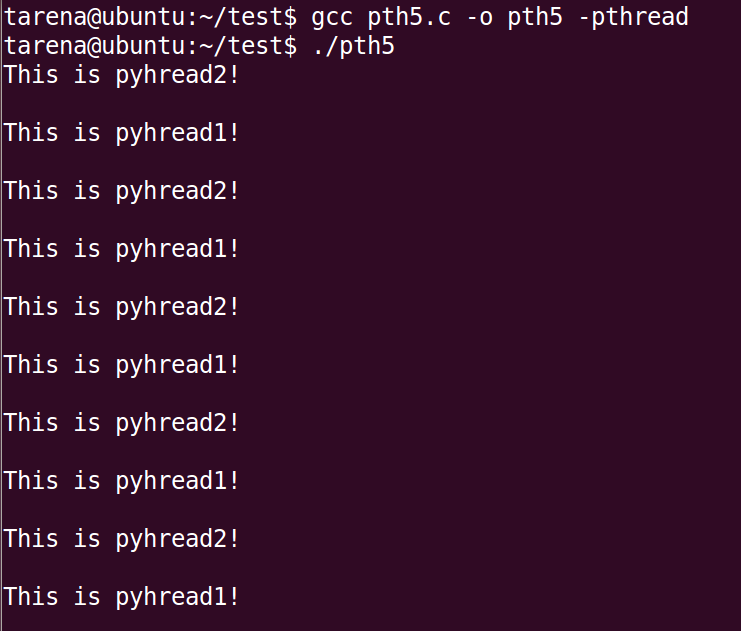 tarena@ubuntu:~/test$ gcc pth5.c -o pth5 -pthread
tarena@ubuntu:~/test$ ./pth5
This is pyhread2!
This is pyhread1!
This is pyhread2!
This is pyhread1!
This is pyhread2!
This is pyhread1!
This is pyhread2!
This is pyhread1!
This is pyhread2!
This is pyhread1!